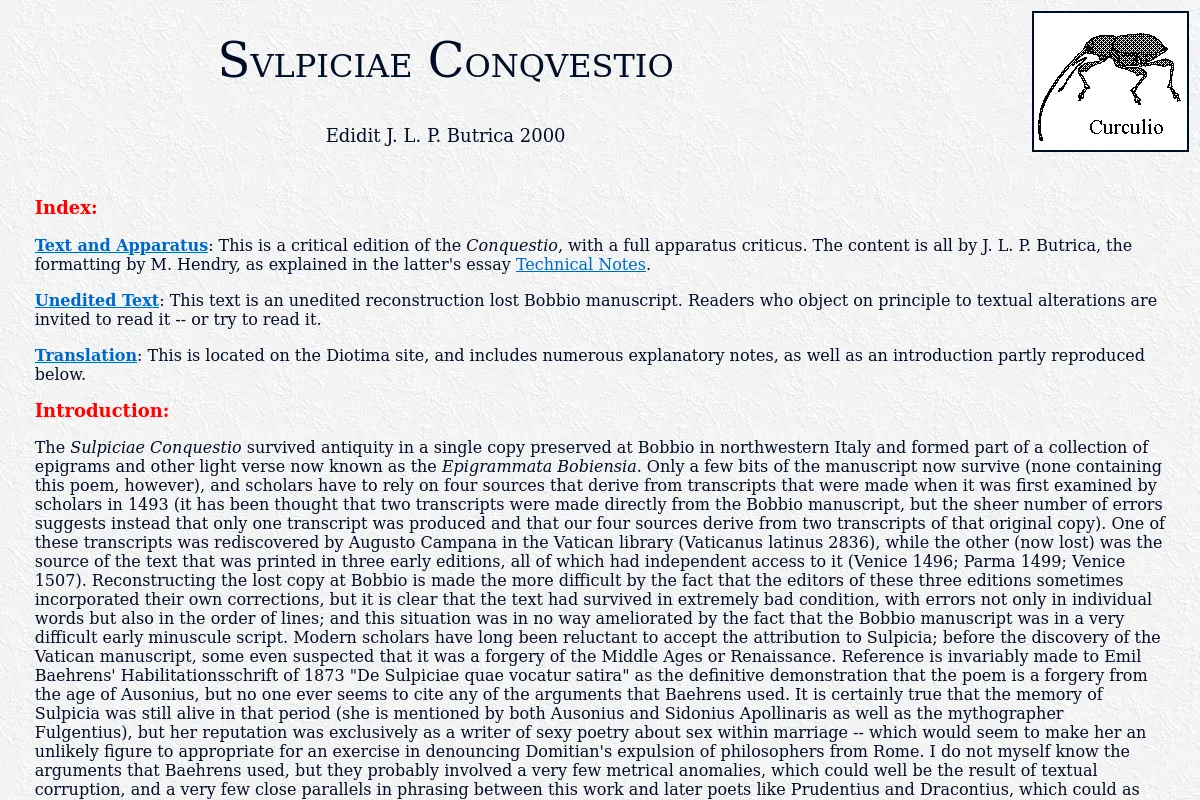 SVLPICIAE CONQVESTIO
Curculio
Edidit J. L. P. Butrica 2000
Index:
Text and Apparatus: This is a critical edition of the Conquestio, with a full apparatus criticus. The content is all by J. L. P. Butrica, the
formatting by M. Hendry, as explained in the latter's essay Technical Notes.
Unedited Text: This text is an unedited reconstruction lost Bobbio manuscript. Readers who object on principle to textual alterations are
invited to read it -- or try to read it.
Translation: This is located on the Diotima site, and includes numerous explanatory notes, as well as an introduction partly reproduced
below.
Introduction:
The Sulpiciae Conquestio survived antiquity in a single copy preserved at Bobbio in northwestern Italy and formed part of a collection of
epigrams and other light verse now known as the Epigrammata Bobiensia. Only a few bits of the manuscript now survive (none containing
this poem, however), and scholars have to rely on four sources that derive from transcripts that were made when it was first examined by
scholars in 1493 (it has been thought that two transcripts were made directly from the Bobbio manuscript, but the sheer number of errors
suggests instead that only one transcript was produced and that our four sources derive from two transcripts of that original copy). One of
these transcripts was rediscovered by Augusto Campana in the Vatican library (Vaticanus latinus 2836), while the other (now lost) was the
source of the text that was printed in three early editions, all of which had independent access to it (Venice 1496; Parma 1499; Venice
1507). Reconstructing the lost copy at Bobbio is made the more difficult by the fact that the editors of these three editions sometimes
incorporated their own corrections, but it is clear that the text had survived in extremely bad condition, with errors not only in individual
words but also in the order of lines; and this situation was in no way ameliorated by the fact that the Bobbio manuscript was in a very
difficult early minuscule script. Modern scholars have long been reluctant to accept the attribution to Sulpicia; before the discovery of the
Vatican manuscript, some even suspected that it was a forgery of the Middle Ages or Renaissance. Reference is invariably made to Emil
Baehrens' Habilitationsschrift of 1873 "De Sulpiciae quae vocatur satira" as the definitive demonstration that the poem is a forgery from
the age of Ausonius, but no one ever seems to cite any of the arguments that Baehrens used. It is certainly true that the memory of
Sulpicia was still alive in that period (she is mentioned by both Ausonius and Sidonius Apollinaris as well as the mythographer
Fulgentius), but her reputation was exclusively as a writer of sexy poetry about sex within marriage -- which would seem to make her an
unlikely figure to appropriate for an exercise in denouncing Domitian's expulsion of philosophers from Rome. I do not myself know the
arguments that Baehrens used, but they probably involved a very few metrical anomalies, which could well be the result of textual
corruption, and a very few close parallels in phrasing between this work and later poets like Prudentius and Dracontius, which could as